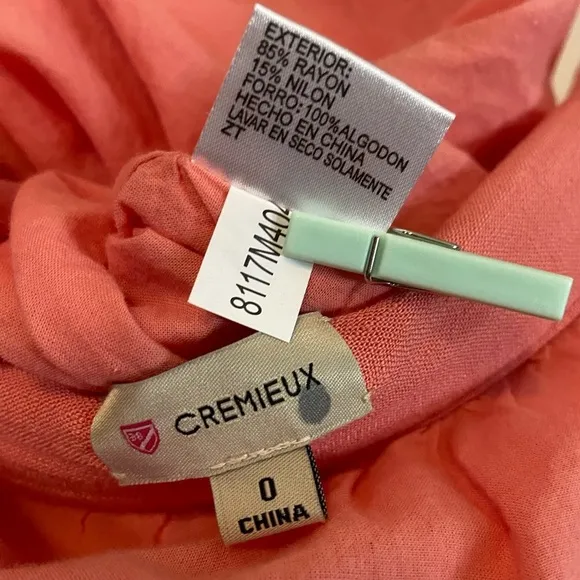 EXTERIOR:
85% RAYON
15% NILON
FORRO: 100% ALGODON
HECHO EN CHINA
LAVAR EN SECO SOLAMENTE
ZT
8117M404
CREMIEUX
0
CHINA